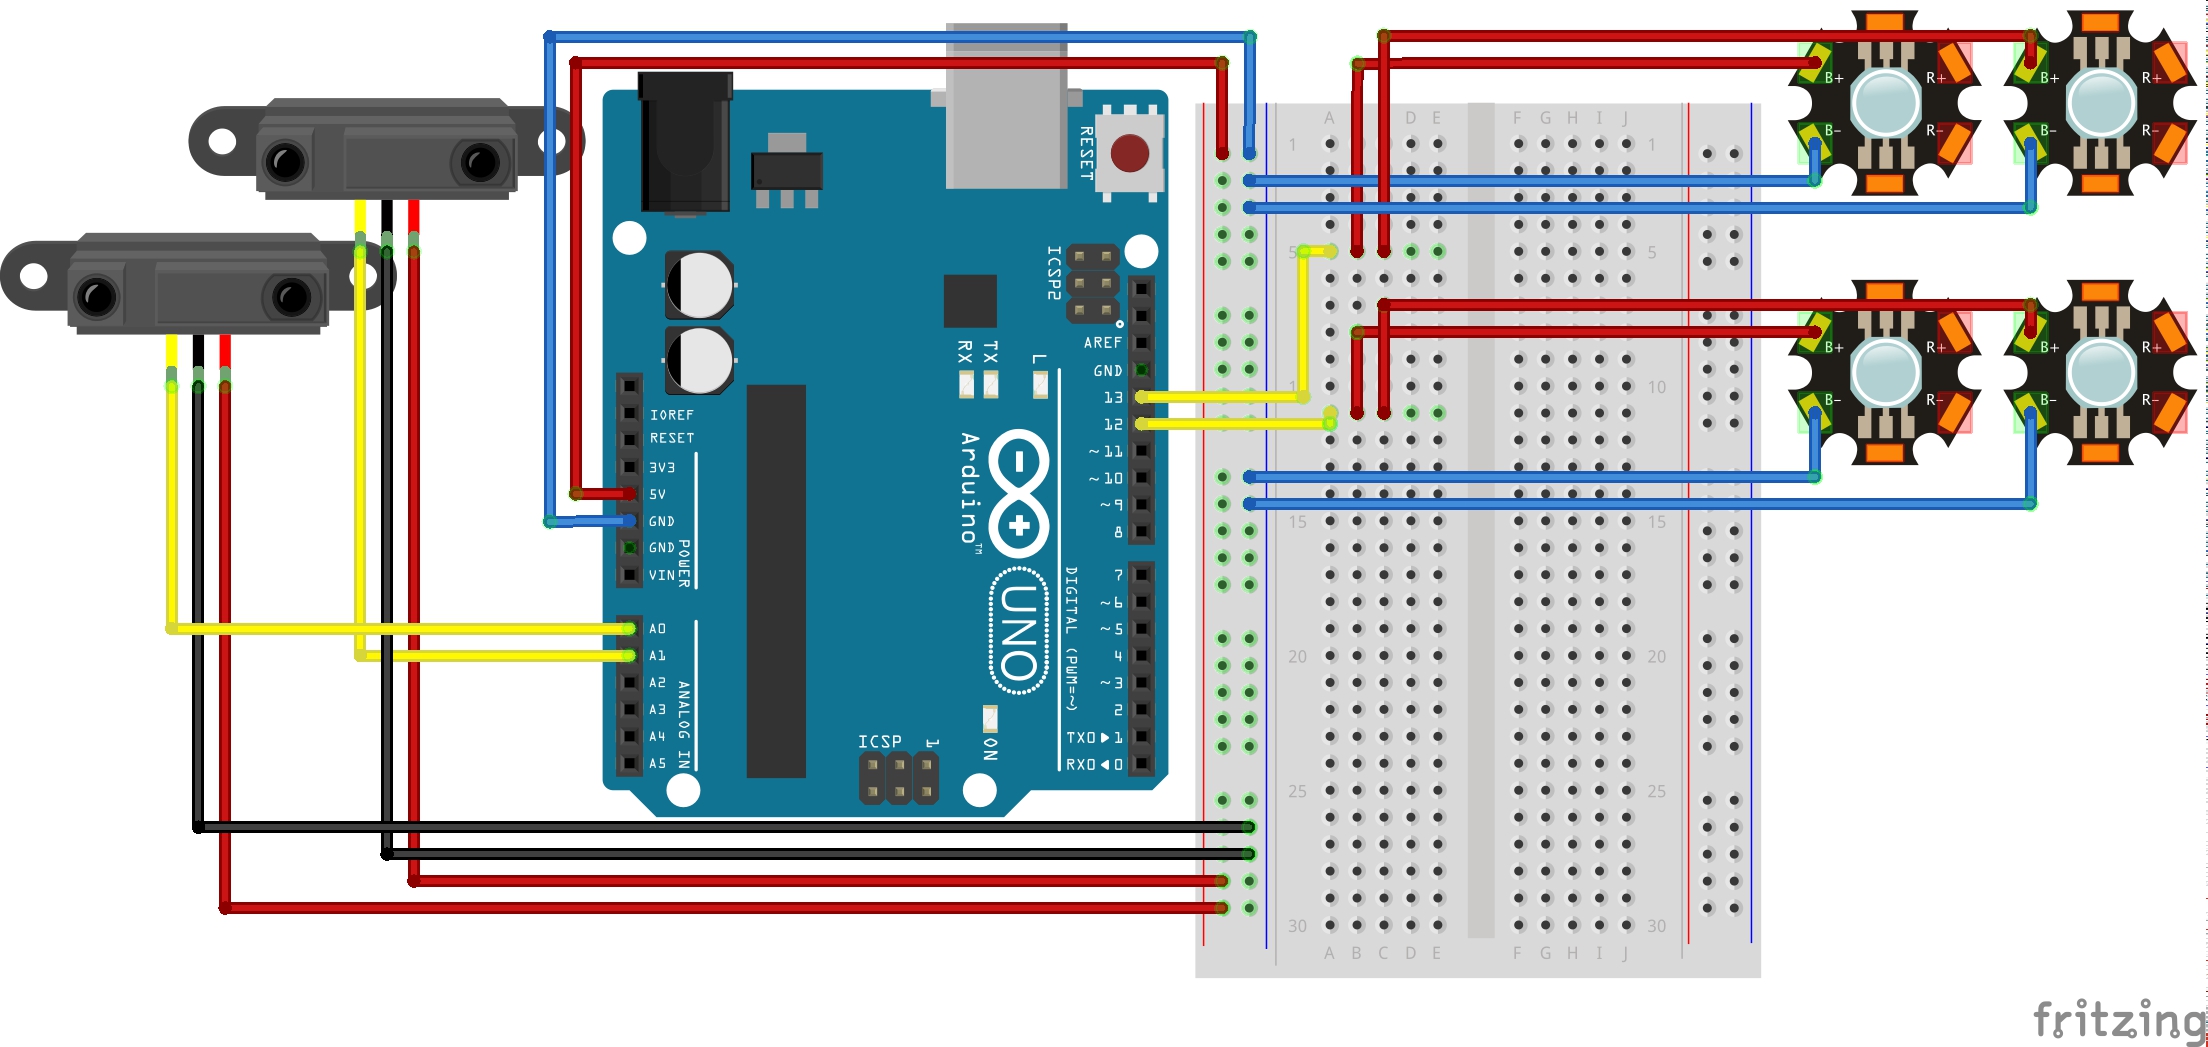 RESET
ICSP2
AREF
GND
13
12
~11
~10
~9
8
7
~6
~5
4
~3
2
TX0▶1
RX0◀0
DIGITAL (PWM=~)
RX
TX
L
Arduino™
UNO
ON
ICSP
1
IOREF
RESET
3V3
5V
GND
GND
VIN
POWER
A0
A1
A2
A3
A4
A5
ANALOG IN
A D E F G H I J
1 1
5 5
10
15 15
20 20
25 25
30 30
A B C D E F G H I J
B+ R+
B- R-
B+ R+
B- R-
B+ R+
B- R-
B+ R+
B- R-
fritzing